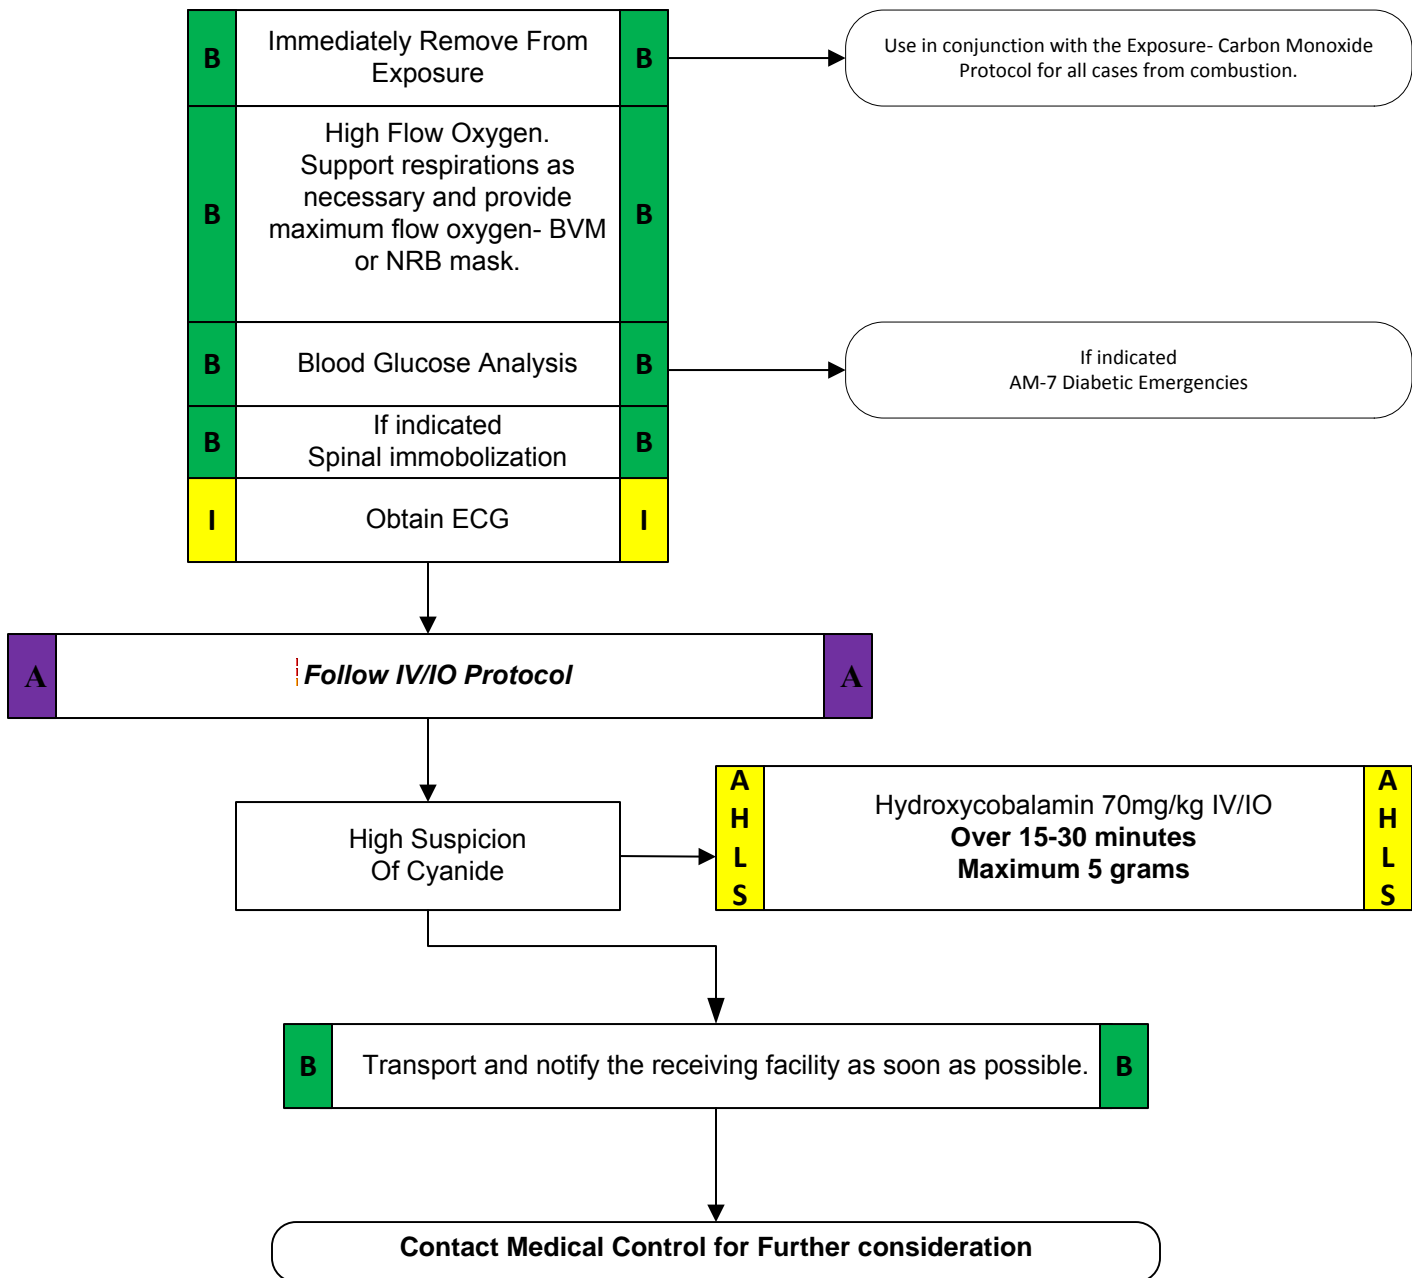 B
Immediately Remove From
Exposure
B
Use in conjunction with the Exposure- Carbon Monoxide
Protocol for all cases from combustion.
B
High Flow Oxygen.
Support respirations as
necessary and provide
maximum flow oxygen- BVM
or NRB mask.
B
B
Blood Glucose Analysis
B
If indicated
AM-7 Diabetic Emergencies
B
If indicated
Spinal immobolization
B
I
Obtain ECG
I
A
Follow IV/IO Protocol
A
High Suspicion
Of Cyanide
A
H
L
S
Hydroxycobalamin 70mg/kg IV/IO
Over 15-30 minutes
Maximum 5 grams
A
H
L
S
B
Transport and notify the receiving facility as soon as possible.
B
Contact Medical Control for Further consideration